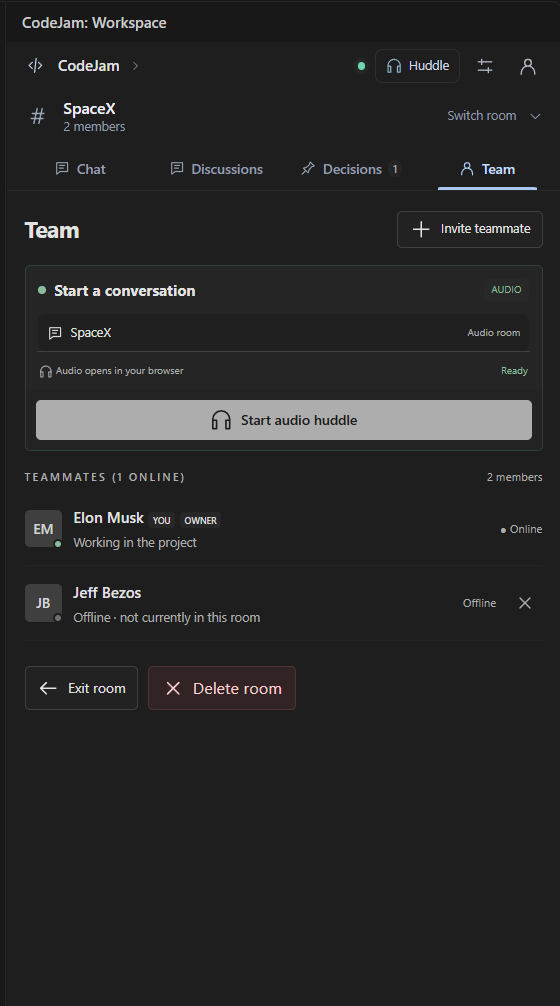 CodeJam: Workspace
CodeJam
Huddle
# SpaceX
2 members
Switch room
Chat
Discussions
Decisions 1
Team
Team
Invite teammate
Start a conversation
AUDIO
SpaceX
Audio room
Audio opens in your browser
Ready
Start audio huddle
TEAMMATES (1 ONLINE)
2 members
EM
Elon Musk YOU OWNER
Working in the project
Online
JB
Jeff Bezos
Offline · not currently in this room
Offline
Exit room
Delete room